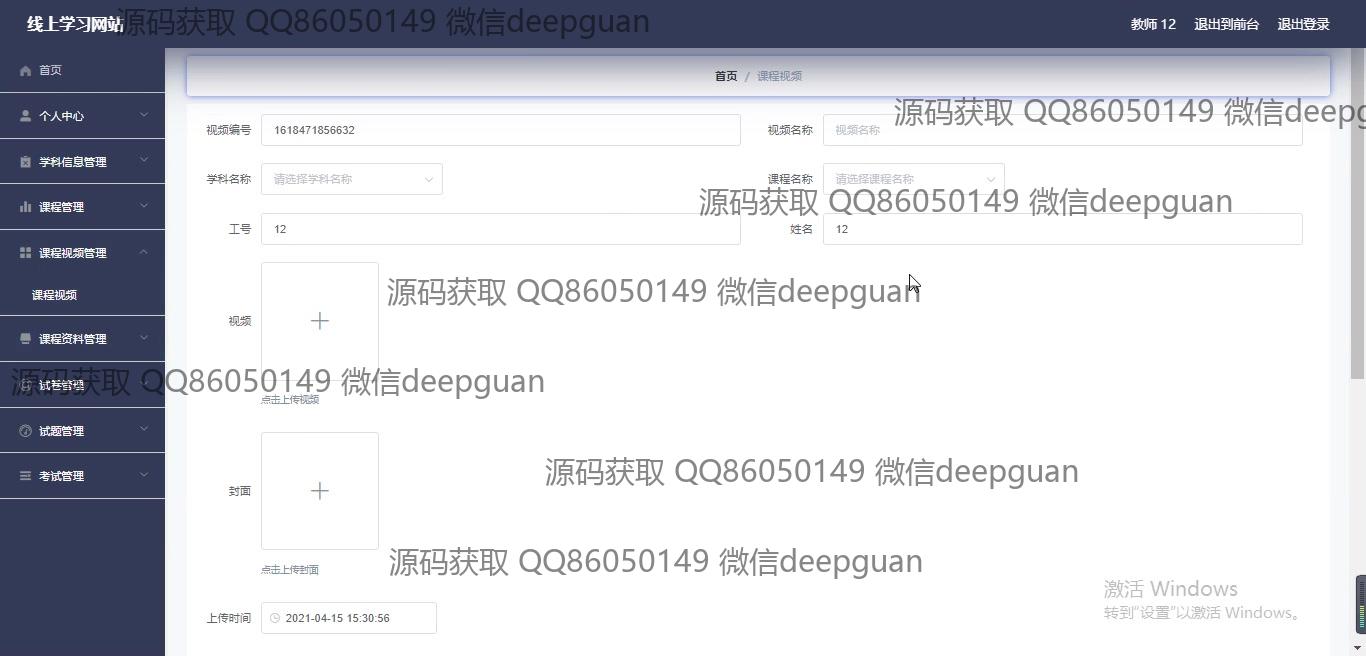 线上学习网站
源码获取 QQ86050149 微信deepguan
教师 12 退出到前台 退出登录
首页
个人中心
学科信息管理
课程管理
课程视频管理
课程视频
课程资料管理
试卷管理
试题管理
考试管理
首页 / 课程视频
源码获取 QQ86050149 微信deepg
视频编号 1618471856632 视频名称 视频名称
学科名称 请选择学科名称 课程名称 请选择课程名称
源码获取 QQ86050149 微信deepguan
工号 12 姓名 12
源码获取 QQ86050149 微信deepguan
视频
源码获取 QQ86050149 微信deepguan
点击上传视频
源码获取 QQ86050149 微信deepguan
封面
源码获取 QQ86050149 微信deepguan
点击上传封面
激活 Windows
转到"设置"以激活 Windows。
上传时间 2021-04-15 15:30:56